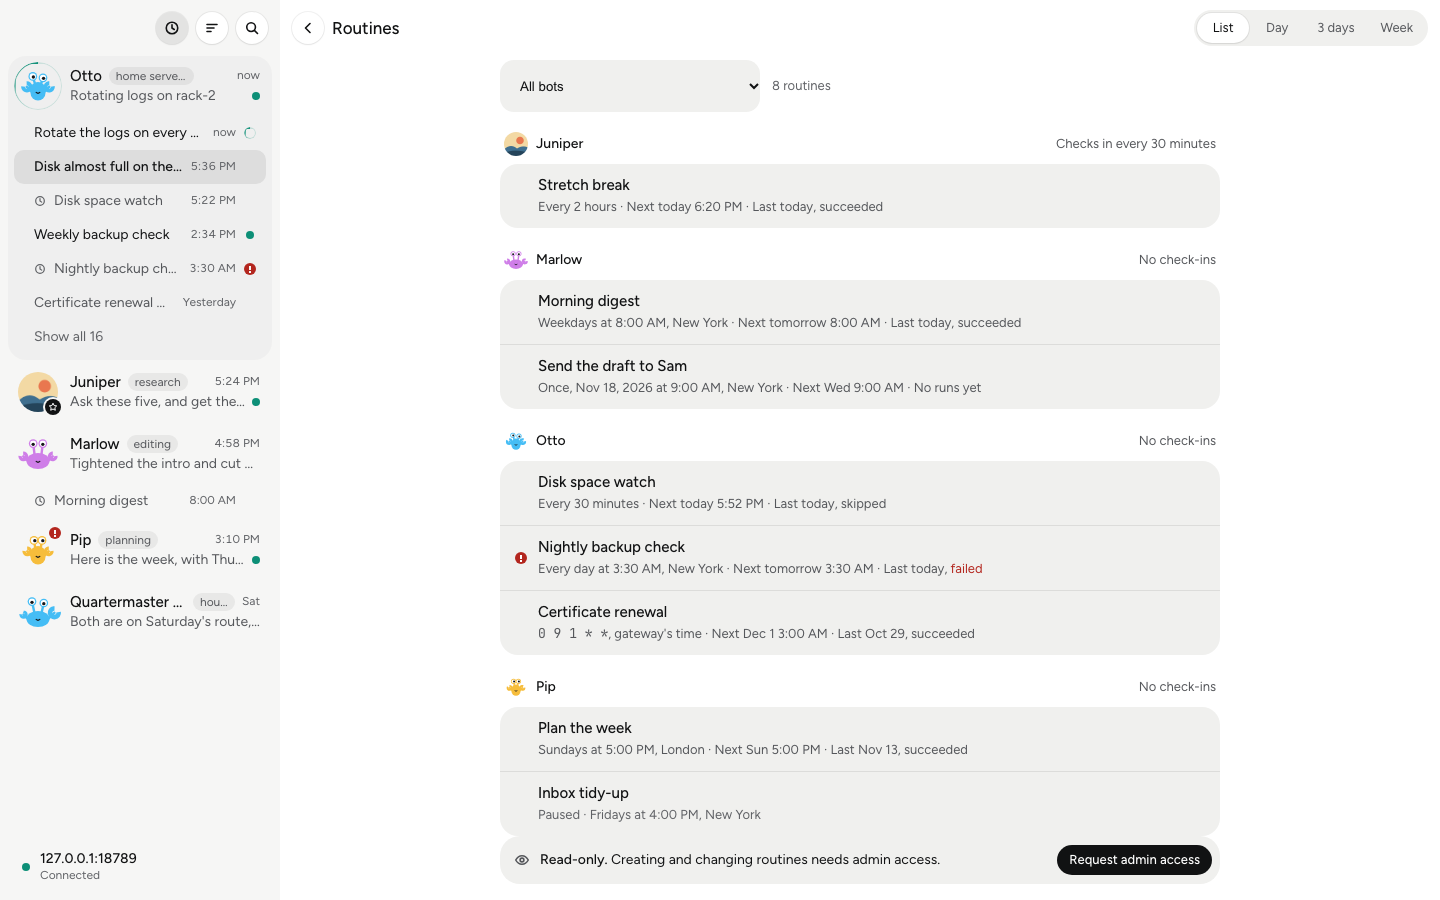 Otto home serve... now
Rotating logs on rack-2
Rotate the logs on every ... now
Disk almost full on the... 5:36 PM
Disk space watch 5:22 PM
Weekly backup check 2:34 PM
Nightly backup ch... 3:30 AM
Certificate renewal ... Yesterday
Show all 16
Juniper research 5:24 PM
Ask these five, and get the...
Marlow editing 4:58 PM
Tightened the intro and cut ...
Morning digest 8:00 AM
Pip planning 3:10 PM
Here is the week, with Thu...
Quartermaster ... hou... Sat
Both are on Saturday's route,...
127.0.0.1:18789
Connected
Routines
List Day 3 days Week
All bots 8 routines
Juniper Checks in every 30 minutes
Stretch break
Every 2 hours · Next today 6:20 PM · Last today, succeeded
Marlow No check-ins
Morning digest
Weekdays at 8:00 AM, New York · Next tomorrow 8:00 AM · Last today, succeeded
Send the draft to Sam
Once, Nov 18, 2026 at 9:00 AM, New York · Next Wed 9:00 AM · No runs yet
Otto No check-ins
Disk space watch
Every 30 minutes · Next today 5:52 PM · Last today, skipped
Nightly backup check
Every day at 3:30 AM, New York · Next tomorrow 3:30 AM · Last today, failed
Certificate renewal
0 9 1 * *, gateway's time · Next Dec 1 3:00 AM · Last Oct 29, succeeded
Pip No check-ins
Plan the week
Sundays at 5:00 PM, London · Next Sun 5:00 PM · Last Nov 13, succeeded
Inbox tidy-up
Paused · Fridays at 4:00 PM, New York
Read-only. Creating and changing routines needs admin access. Request admin access